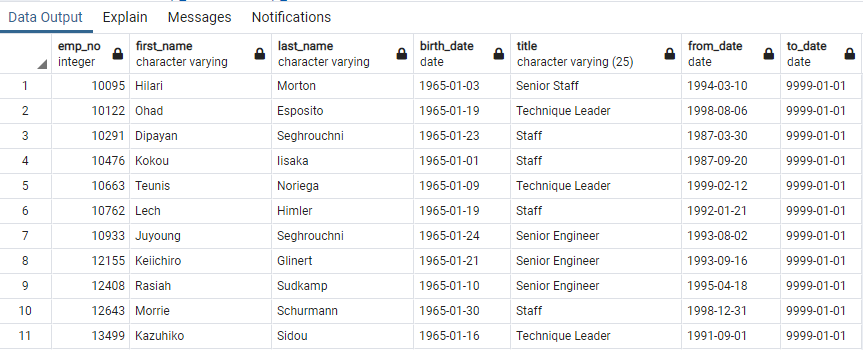 Data Output Explain Messages Notifications
emp_no first_name last_name birth_date title from_date to_date
integer character varying character varying date character varying (25) date date
1 10095 Hilari Morton 1965-01-03 Senior Staff 1994-03-10 9999-01-01
2 10122 Ohad Esposito 1965-01-19 Technique Leader 1998-08-06 9999-01-01
3 10291 Dipayan Seghrouchni 1965-01-23 Staff 1987-03-30 9999-01-01
4 10476 Kokou Iisaka 1965-01-01 Staff 1987-09-20 9999-01-01
5 10663 Teunis Noriega 1965-01-09 Technique Leader 1999-02-12 9999-01-01
6 10762 Lech Himler 1965-01-19 Staff 1992-01-21 9999-01-01
7 10933 Juyoung Seghrouchni 1965-01-24 Senior Engineer 1993-08-02 9999-01-01
8 12155 Keiichiro Glinert 1965-01-21 Senior Engineer 1993-09-16 9999-01-01
9 12408 Rasiah Sudkamp 1965-01-10 Senior Engineer 1995-04-18 9999-01-01
10 12643 Morrie Schurmann 1965-01-30 Staff 1998-12-31 9999-01-01
11 13499 Kazuhiko Sidou 1965-01-16 Technique Leader 1991-09-01 9999-01-01